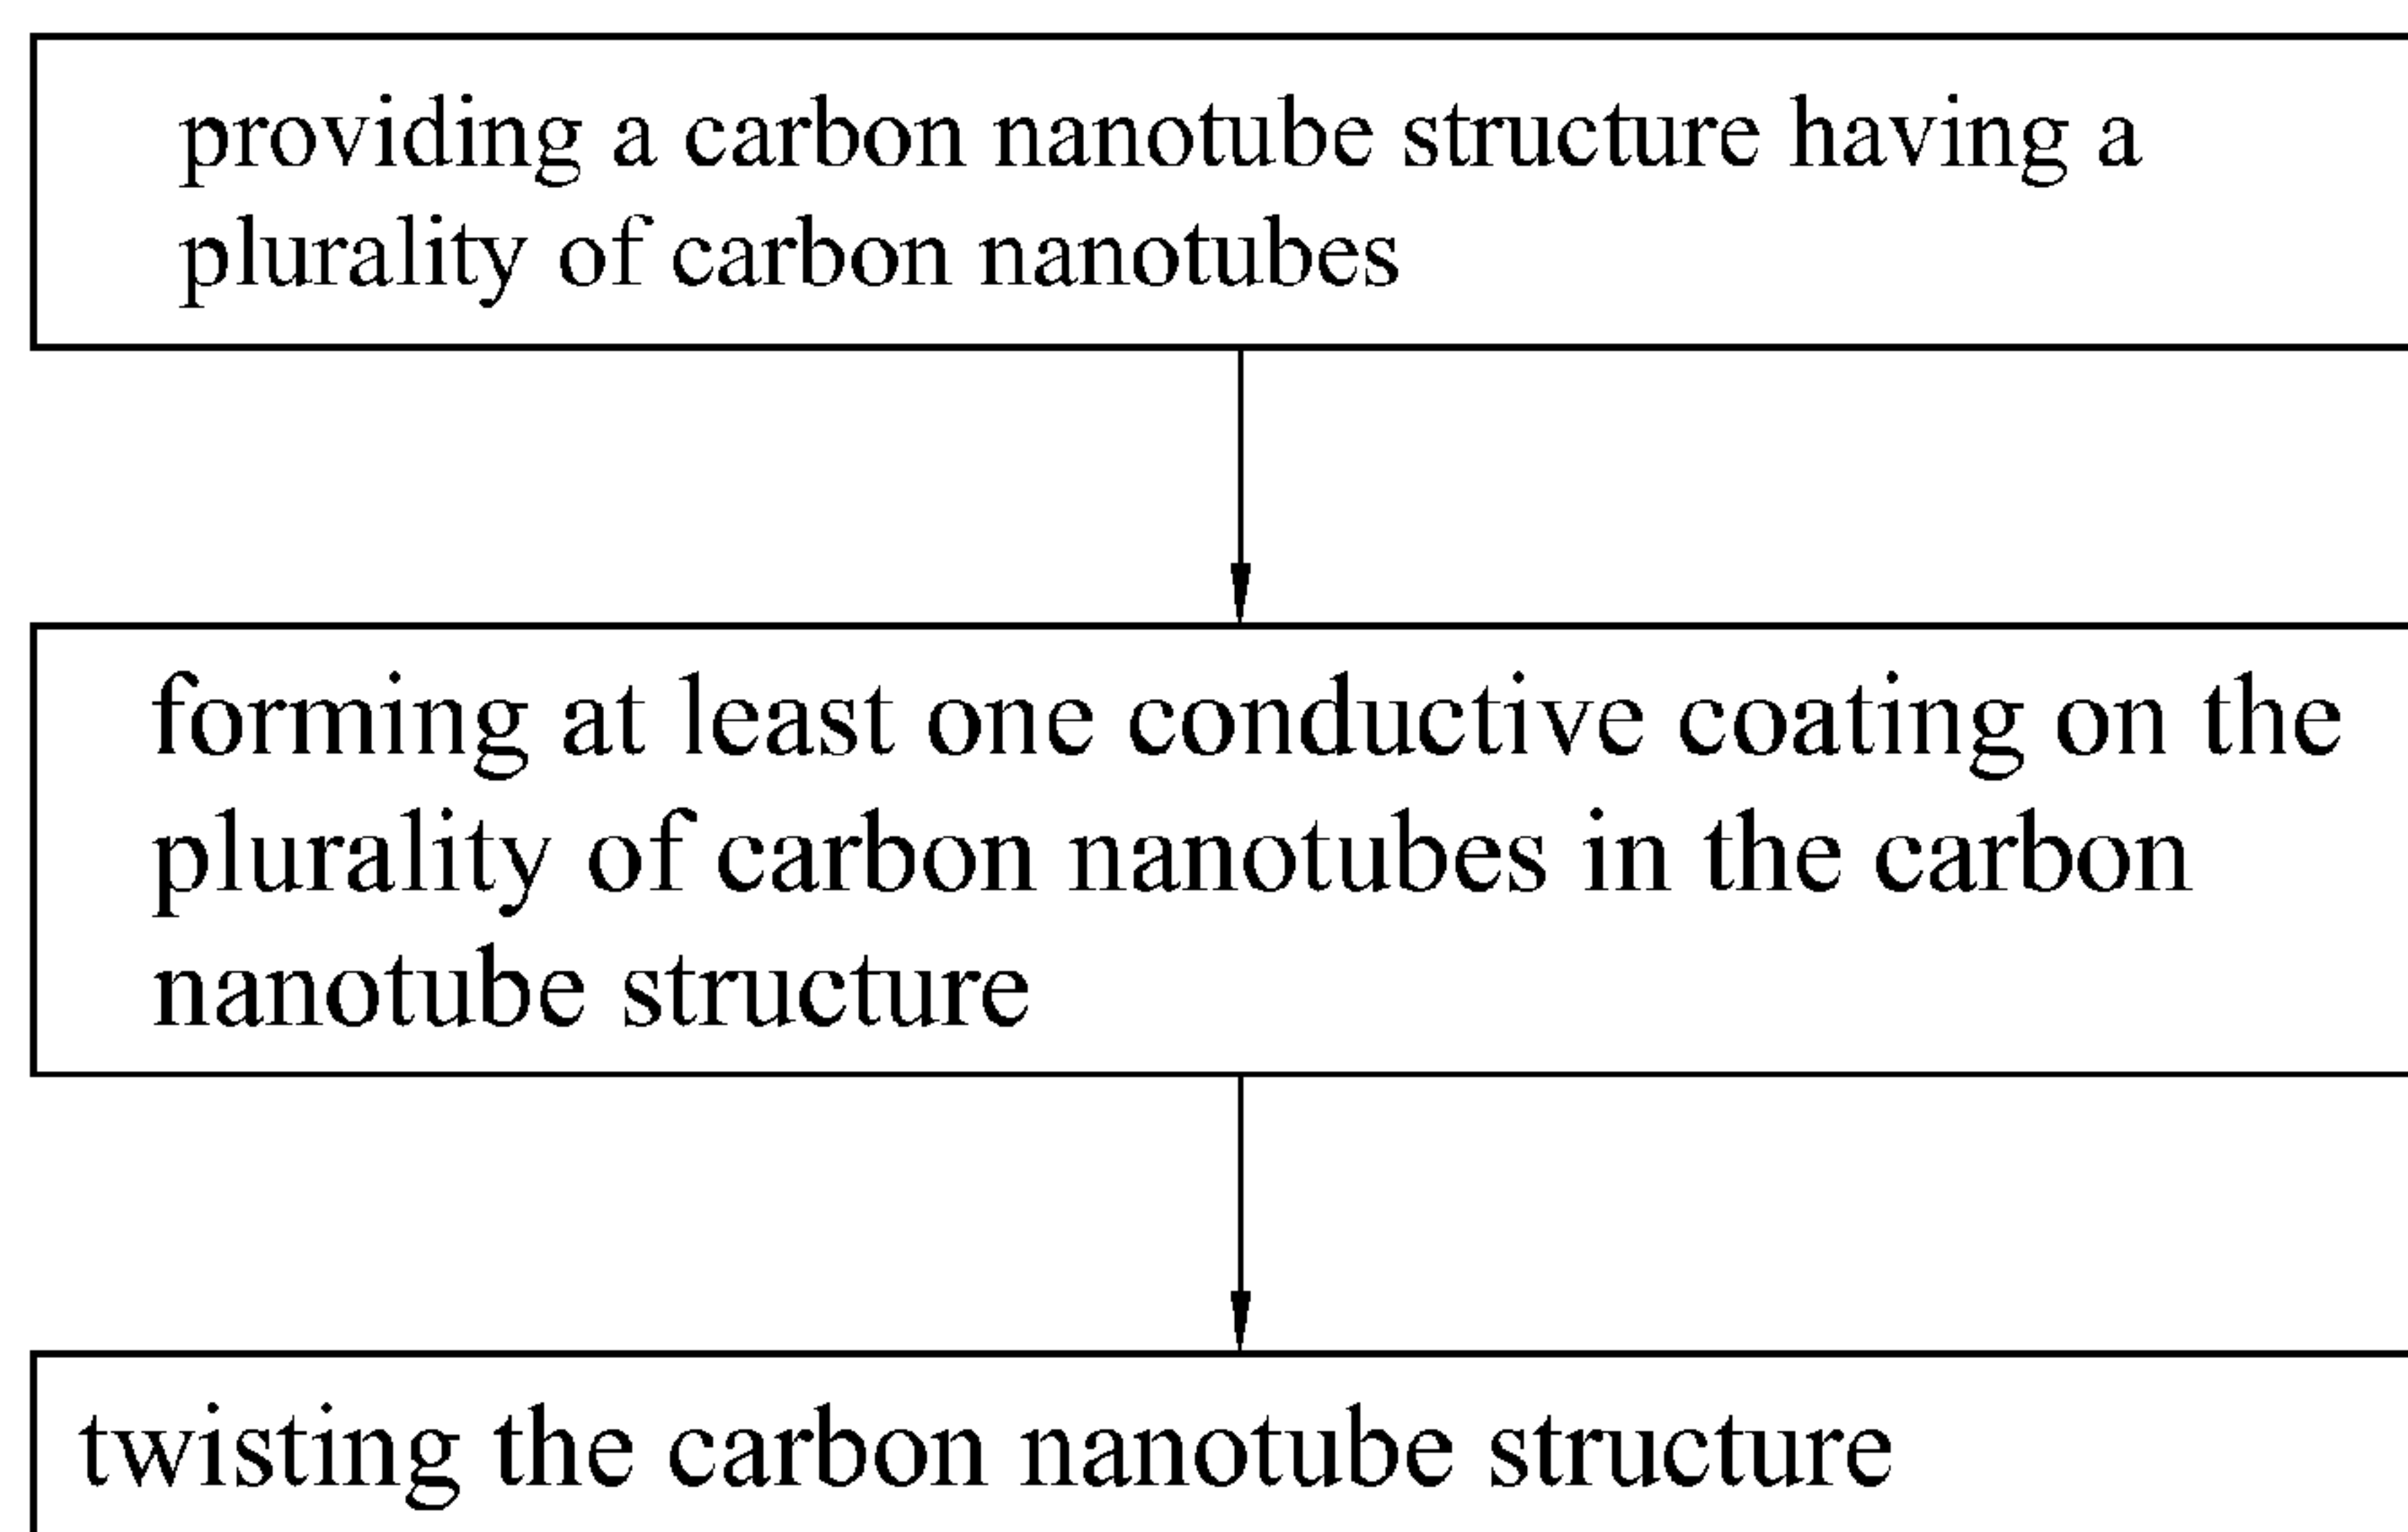 providing a carbon nanotube structure having a
plurality of carbon nanotubes
forming at least one conductive coating on the
plurality of carbon nanotubes in the carbon
nanotube structure
twisting the carbon nanotube structure